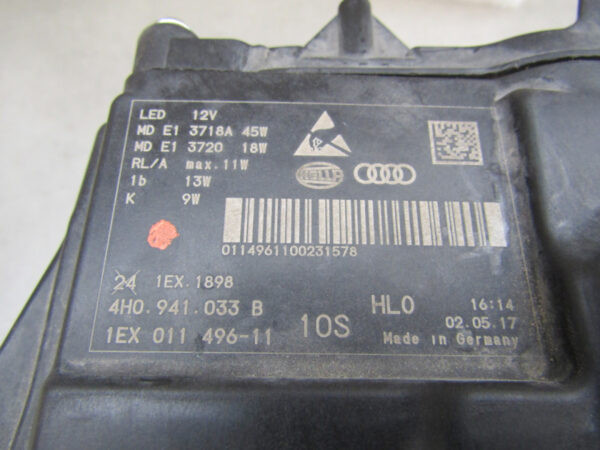 LED 12V
MD E1 3718A 45W
MD E1 3720 18W
RL/A max.11W
1b 13W
K 9W
HELLA
0114961100231578
24 1EX.1898
4H0.941.033 B
1EX 011 496-11
10S
HL0
16:14
02.05.17
Made in Germany